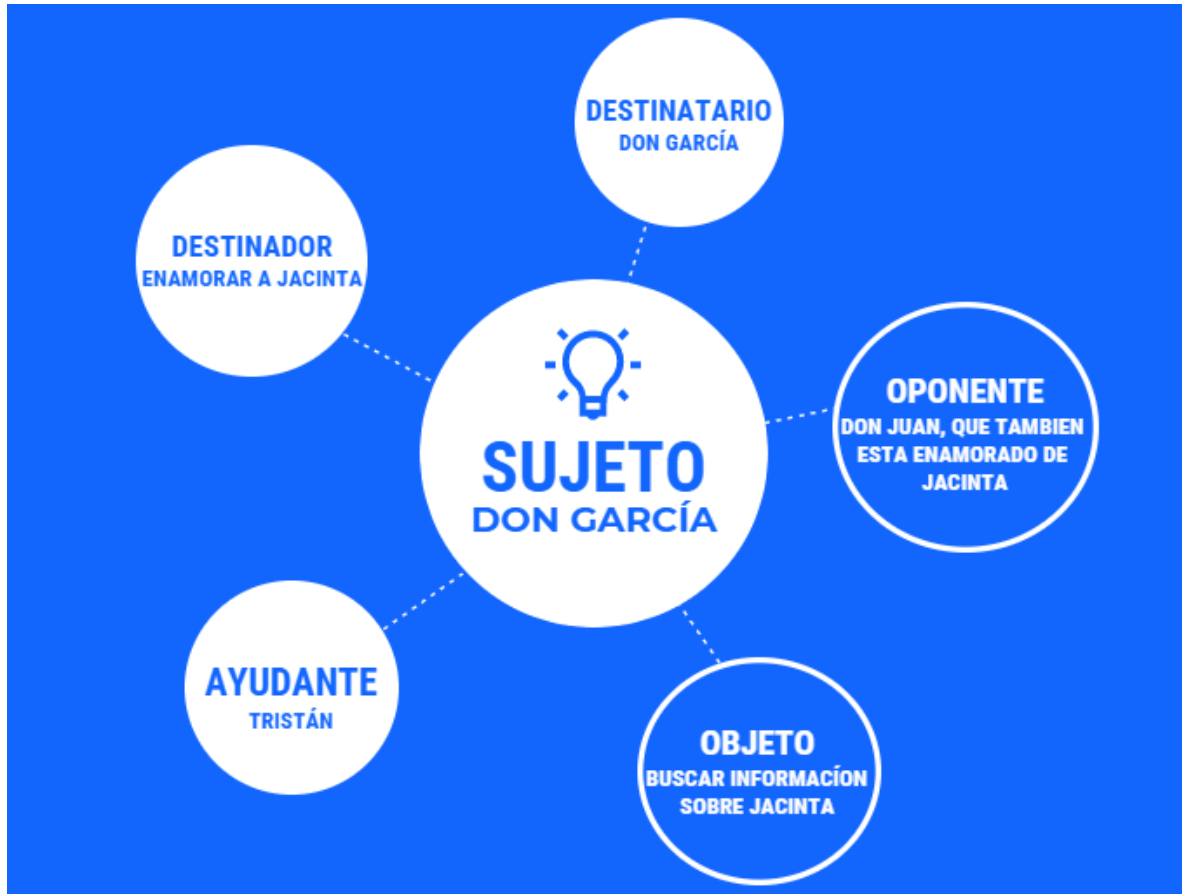 DESTINATARIO
DON GARCÍA
DESTINADOR
ENAMORAR A JACINTA
SUJETO
DON GARCÍA
OPONENTE
DON JUAN, QUE TAMBIEN
ESTA ENAMORADO DE
JACINTA
AYUDANTE
TRISTÁN
OBJETO
BUSCAR INFORMACÍON
SOBRE JACINTA